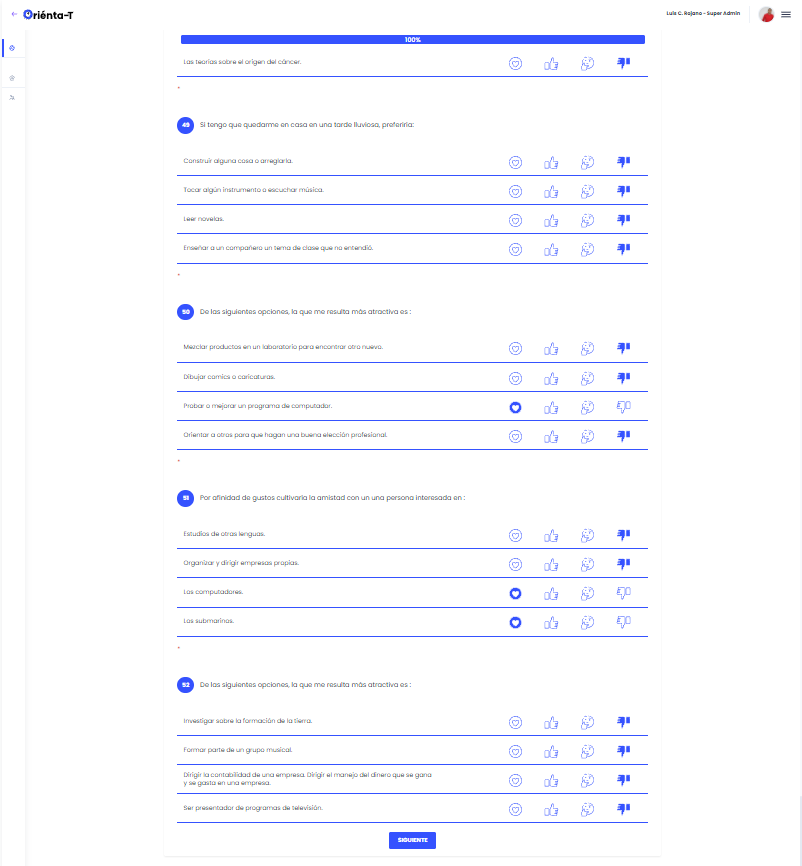 Oriénta-T
Luis C. Rojano - Super Admin
100%
Las teorías sobre el origen del cáncer.
*
49 Si tengo que quedarme en casa en una tarde lluviosa, preferiría:
Construir alguna cosa o arreglarla.
Tocar algún instrumento o escuchar música.
Leer novelas.
Enseñar a un compañero un tema de clase que no entendió.
*
50 De las siguientes opciones, la que me resulta más atractiva es :
Mezclar productos en un laboratorio para encontrar otro nuevo.
Dibujar comics o caricaturas.
Probar o mejorar un programa de computador.
Orientar a otros para que hagan una buena elección profesional.
*
51 Por afinidad de gustos cultivaría la amistad con un una persona interesada en :
Estudios de otras lenguas.
Organizar y dirigir empresas propias.
Los computadores.
Los submarinos.
*
52 De las siguientes opciones, la que me resulta más atractiva es :
Investigar sobre la formación de la tierra.
Formar parte de un grupo musical.
Dirigir la contabilidad de una empresa. Dirigir el manejo del dinero que se gana
y se gasta en una empresa.
Ser presentador de programas de televisión.
SIGUIENTE